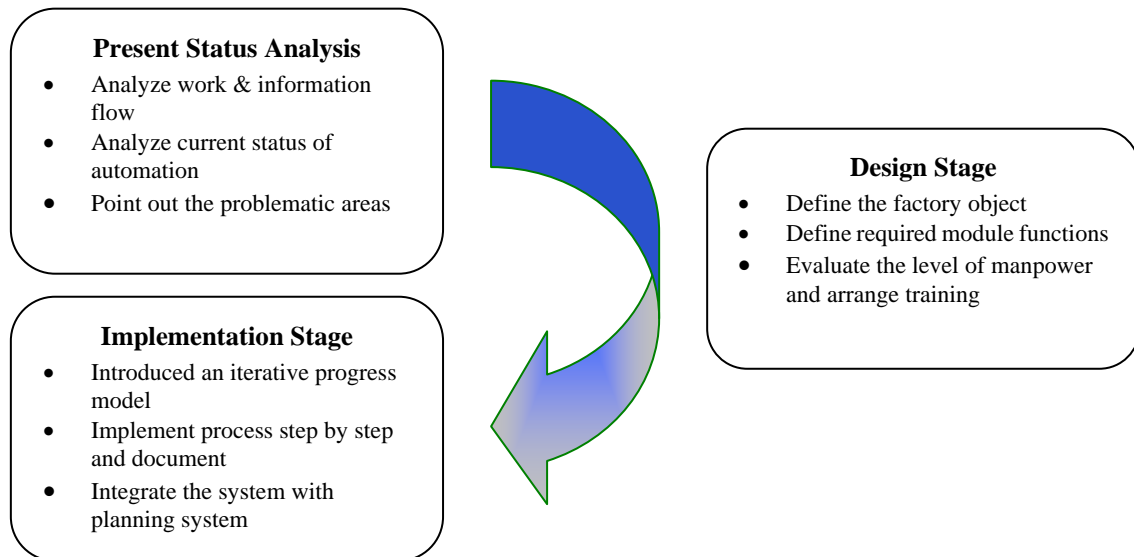 Present Status Analysis
• Analyze work & information
flow
• Analyze current status of
automation
• Point out the problematic areas
Design Stage
• Define the factory object
• Define required module functions
• Evaluate the level of manpower
and arrange training
Implementation Stage
• Introduced an iterative progress
model
• Implement process step by step
and document
• Integrate the system with
planning system